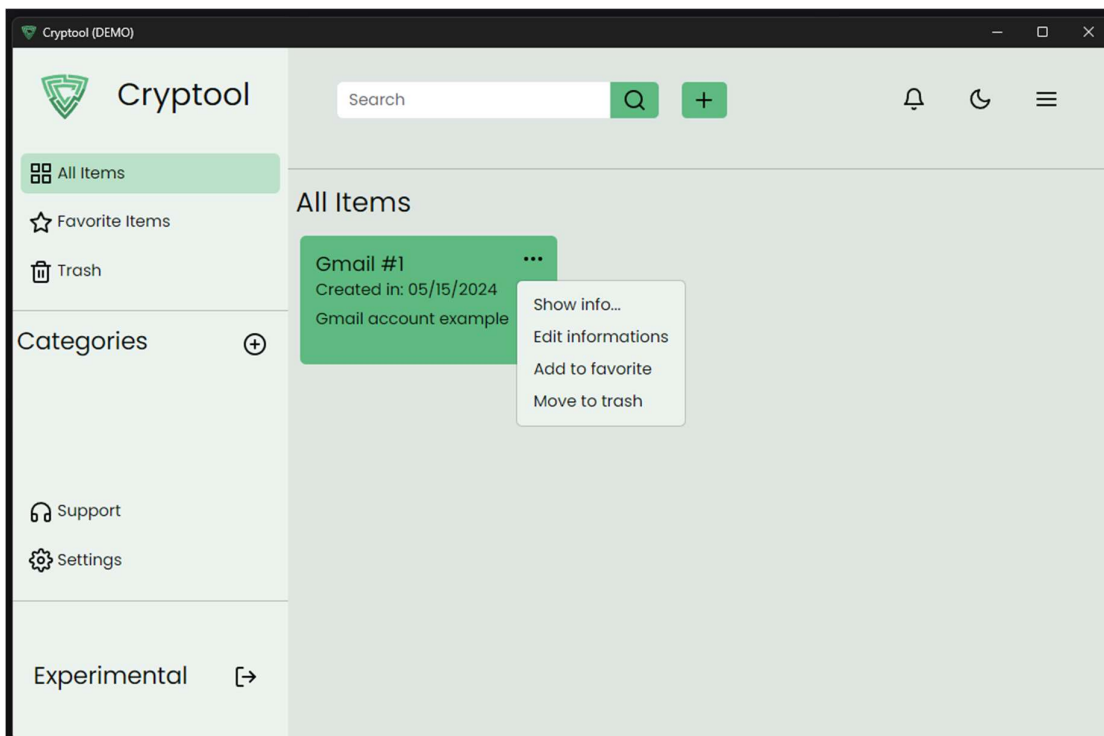 Cryptool (DEMO)
Cryptool
Search
All Items
Favorite Items
Trash
Categories
Support
Settings
Experimental
All Items
Gmail #1
Created in: 05/15/2024
Gmail account example
Show info...
Edit informations
Add to favorite
Move to trash